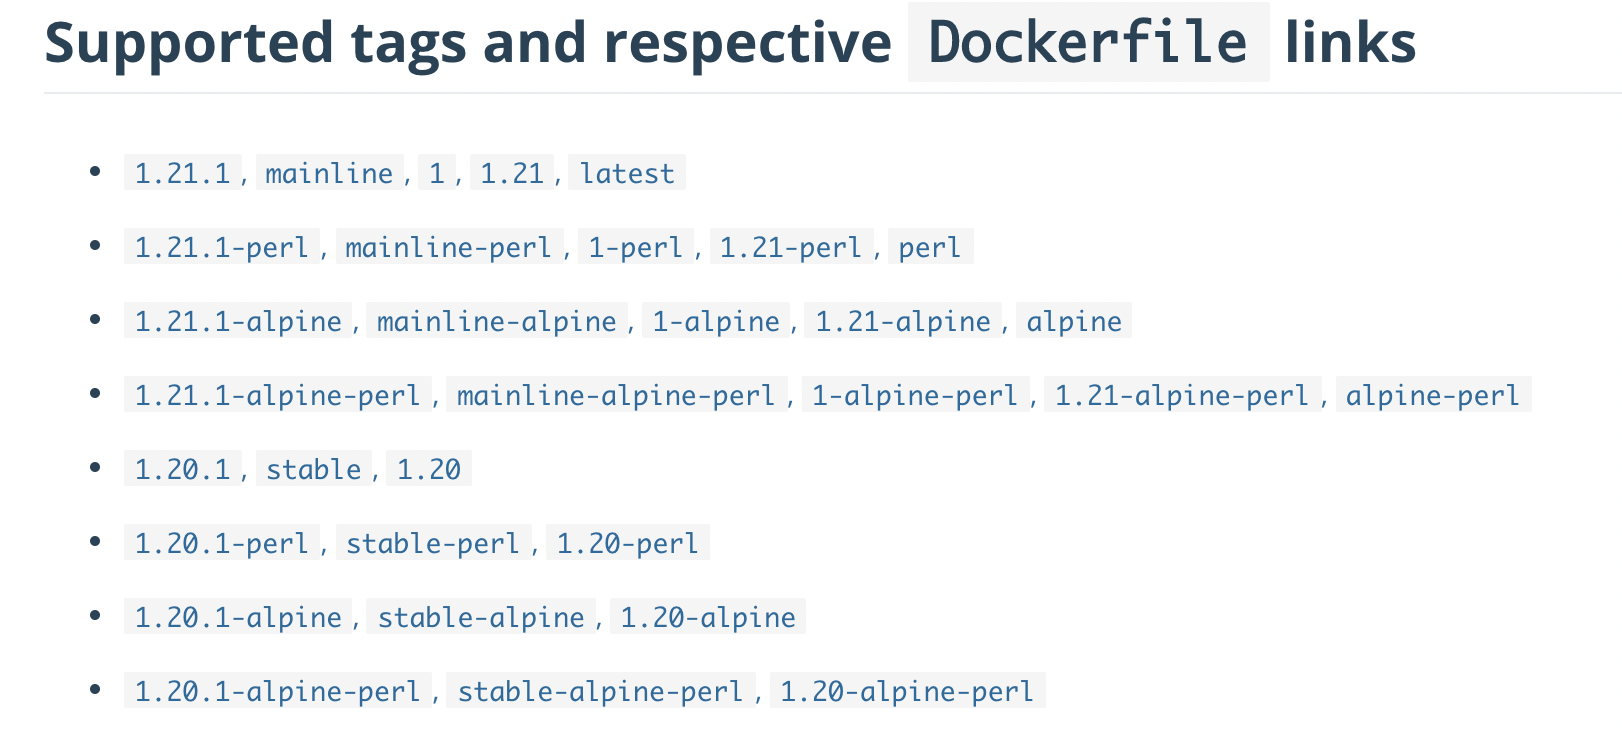 Supported tags and respective Dockerfile links
1.21.1, mainline, 1, 1.21, latest
1.21.1-perl, mainline-perl, 1-perl, 1.21-perl, perl
1.21.1-alpine, mainline-alpine, 1-alpine, 1.21-alpine, alpine
1.21.1-alpine-perl, mainline-alpine-perl, 1-alpine-perl, 1.21-alpine-perl, alpine-perl
1.20.1, stable, 1.20
1.20.1-perl, stable-perl, 1.20-perl
1.20.1-alpine, stable-alpine, 1.20-alpine
1.20.1-alpine-perl, stable-alpine-perl, 1.20-alpine-perl